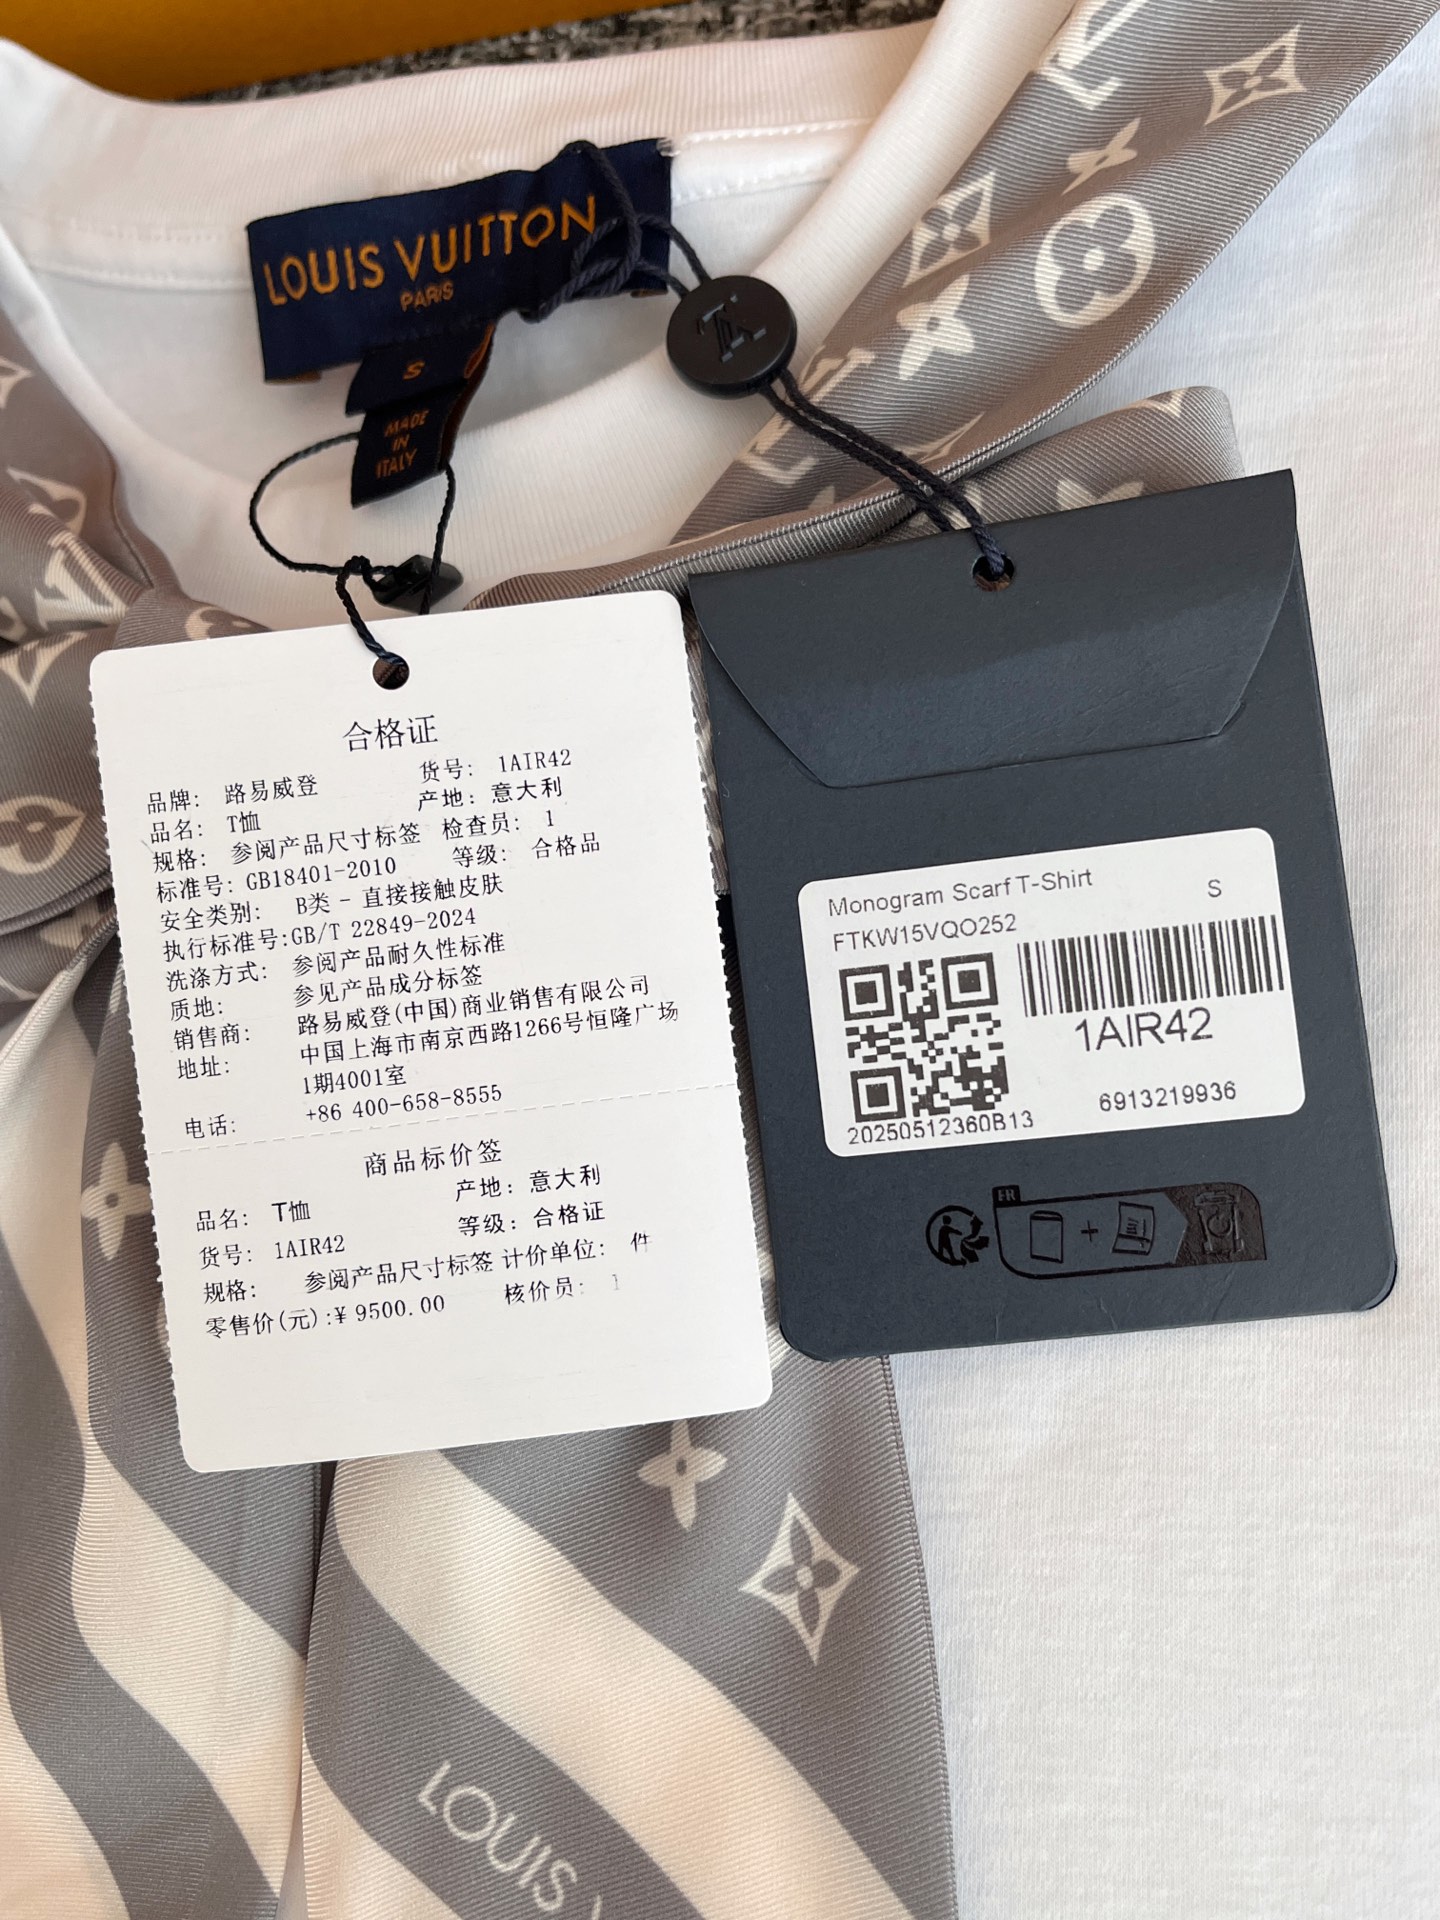 LOUIS VUITTON
PARIS
S
MADE
IN
ITALY
合格证
品牌: 路易威登 货号: 1AIR42
品名: T恤 产地: 意大利
规格: 参阅产品尺寸标签 检查员: 1
标准号: GB18401-2010 等级: 合格品
安全类别: B类 - 直接接触皮肤
执行标准号:GB/T 22849-2024
洗涤方式: 参阅产品耐久性标准
质地: 参见产品成分标签
销售商: 路易威登(中国)商业销售有限公司
地址: 中国上海市南京西路1266号恒隆广场
1期4001室
电话: +86 400-658-8555
商品标价签
品名: T恤 产地: 意大利
货号: 1AIR42 等级: 合格证
规格: 参阅产品尺寸标签 计价单位: 件
零售价(元):¥ 9500.00 核价员: 1
Monogram Scarf T-Shirt S
FTKW15VQO252
1AIR42
20250512360B13 6913219936
FR
LOUIS V